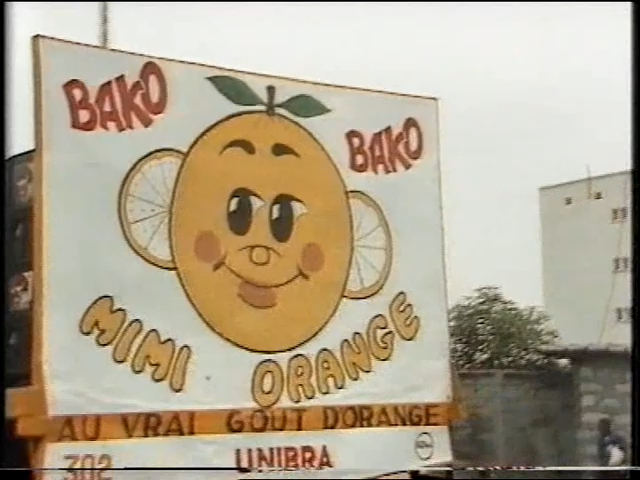 BAKO
BAKO
MIMI ORANGE
AU VRAI GOUT D'ORANGE
302 UNIBRA